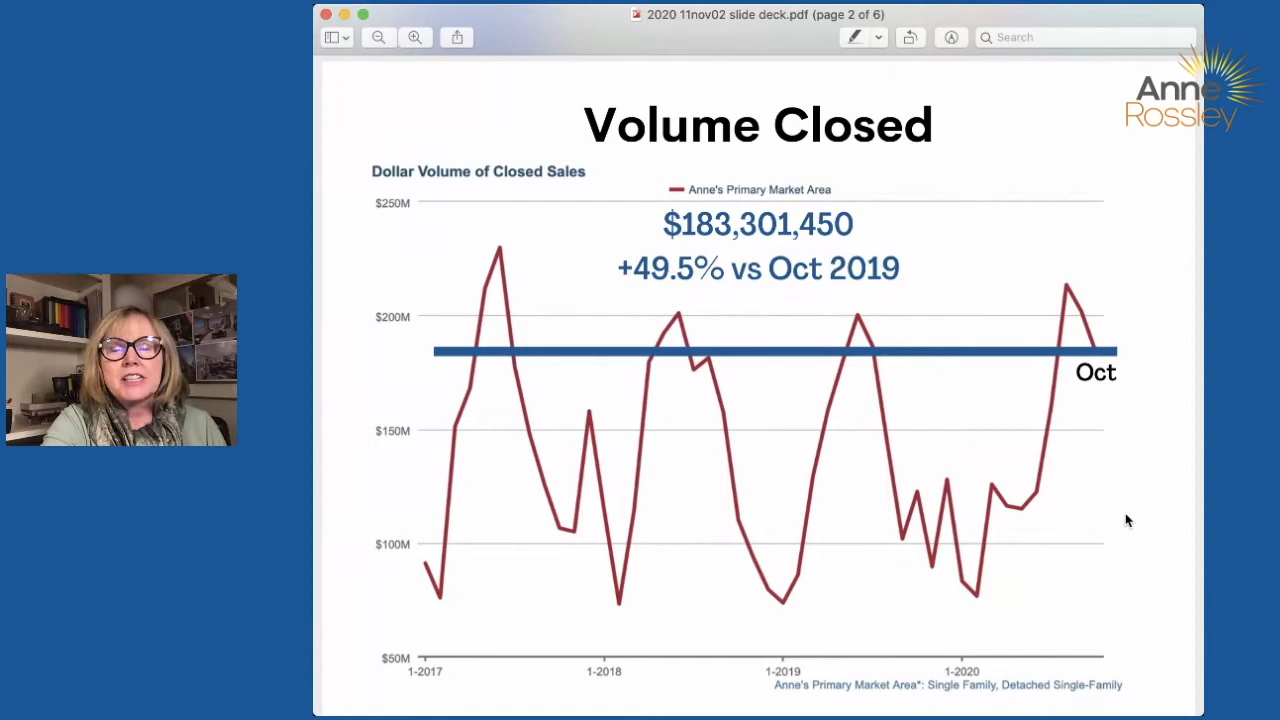 2020 11nov02 slide deck.pdf (page 2 of 6)
Search
Anne
Rossley
Volume Closed
Dollar Volume of Closed Sales
Anne's Primary Market Area
$250M
$183,301,450
+49.5% vs Oct 2019
$200M
Oct
$150M
$100M
$50M
1-2017
1-2018
1-2019
1-2020
Anne's Primary Market Area*: Single Family, Detached Single-Family